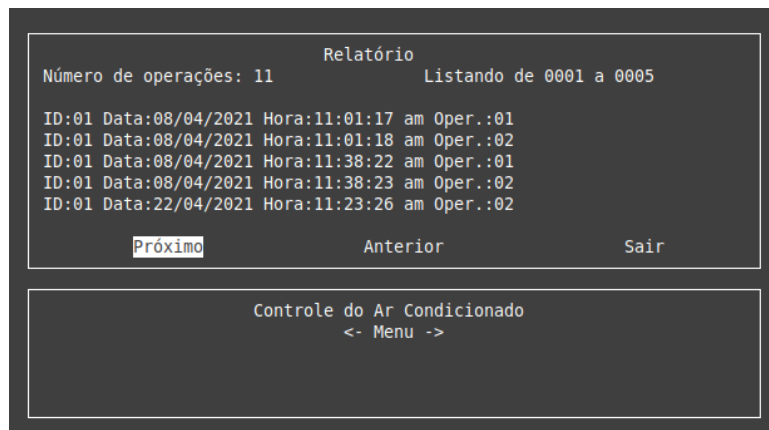 Relatório
Número de operações: 11 Listando de 0001 a 0005
ID:01 Data:08/04/2021 Hora:11:01:17 am Oper.:01
ID:01 Data:08/04/2021 Hora:11:01:18 am Oper.:02
ID:01 Data:08/04/2021 Hora:11:38:22 am Oper.:01
ID:01 Data:08/04/2021 Hora:11:38:23 am Oper.:02
ID:01 Data:22/04/2021 Hora:11:23:26 am Oper.:02
Próximo Anterior Sair
Controle do Ar Condicionado
<- Menu ->